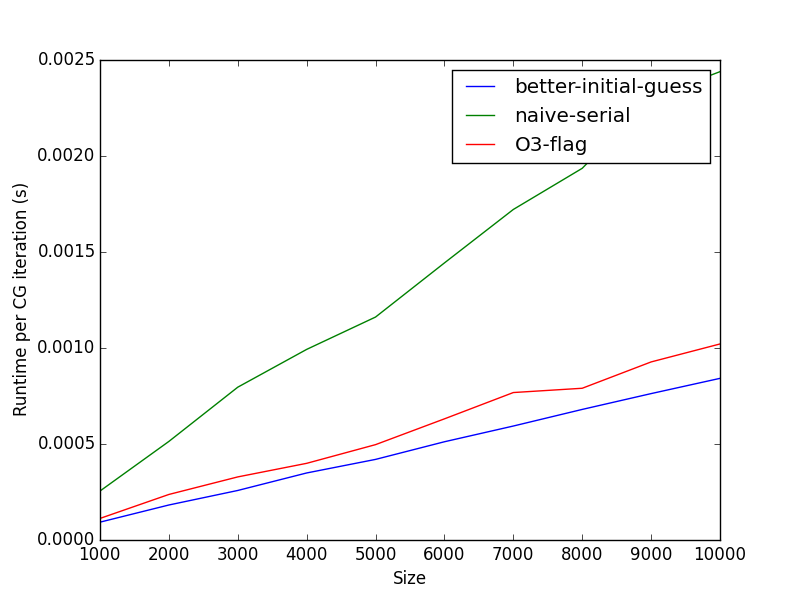 0.0025
0.0020
0.0015
0.0010
0.0005
0.0000
Runtime per CG iteration (s)
better-initial-guess
naive-serial
O3-flag
1000 2000 3000 4000 5000 6000 7000 8000 9000 10000
Size